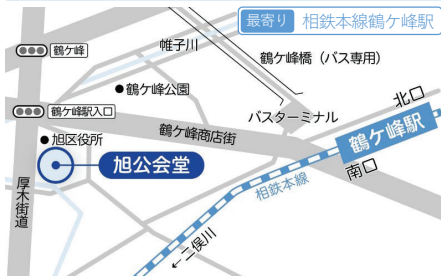 最寄り 相鉄本線鶴ケ峰駅
鶴ケ峰
帷子川
鶴ケ峰橋（バス専用）
鶴ケ峰公園
北口
鶴ケ峰駅入口
バスターミナル
鶴ケ峰商店街
鶴ケ峰駅
旭区役所
旭公会堂
南口
厚木街道
相鉄本線
←二俣川